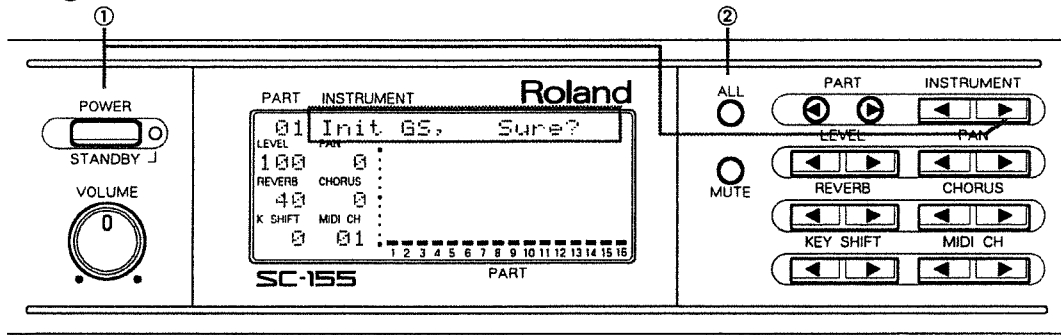 ① ②
POWER
STANDBY
VOLUME
PART INSTRUMENT Roland
01 Init GS, Sure?
LEVEL PAN
100 0
REVERB CHORUS
40 0
K SHIFT MIDI CH
0 01
1 2 3 4 5 6 7 8 9 10 11 12 13 14 15 16
SC-155 PART
ALL
MUTE
PART INSTRUMENT
LEVEL PAN
REVERB CHORUS
KEY SHIFT MIDI CH